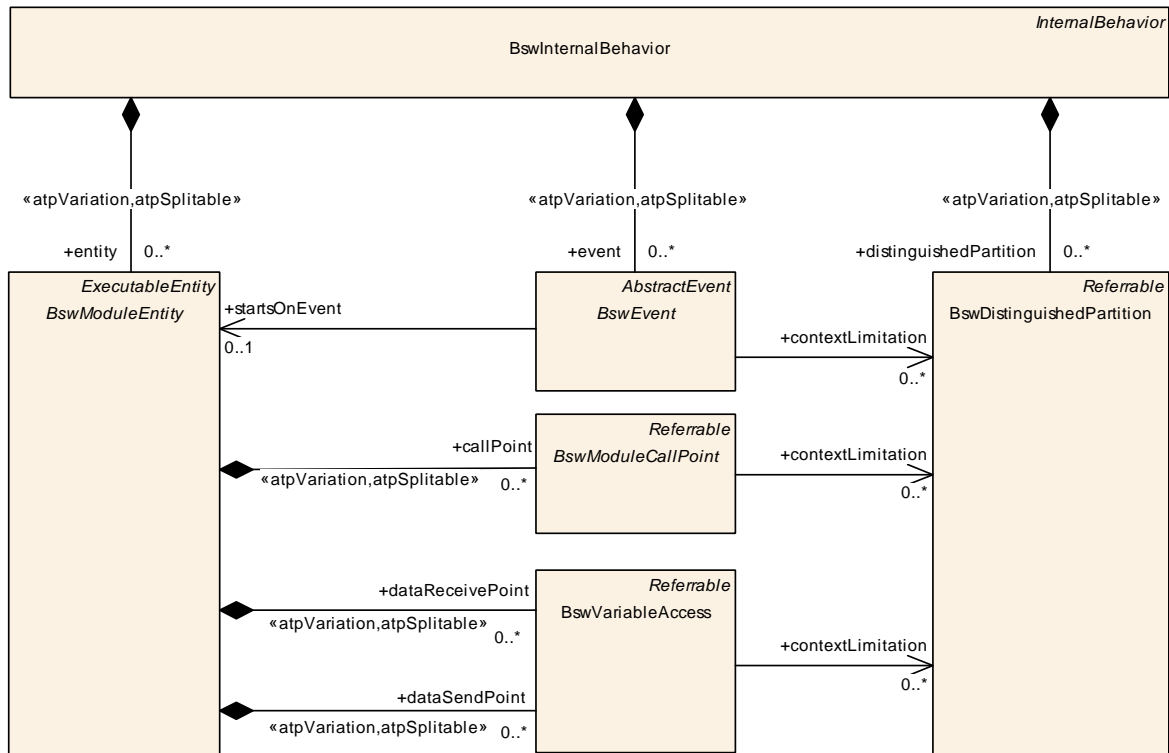 InternalBehavior
BswInternalBehavior
«atpVariation,atpSplitable»
«atpVariation,atpSplitable»
«atpVariation,atpSplitable»
+entity 0..*
+event 0..*
+distinguishedPartition 0..*
ExecutableEntity
BswModuleEntity
+startsOnEvent
0..1
AbstractEvent
BswEvent
+contextLimitation
0..*
Referrable
BswDistinguishedPartition
+callPoint
«atpVariation,atpSplitable» 0..*
Referrable
BswModuleCallPoint
+contextLimitation
0..*
+dataReceivePoint
«atpVariation,atpSplitable» 0..*
Referrable
BswVariableAccess
+contextLimitation
0..*
+dataSendPoint
«atpVariation,atpSplitable» 0..*